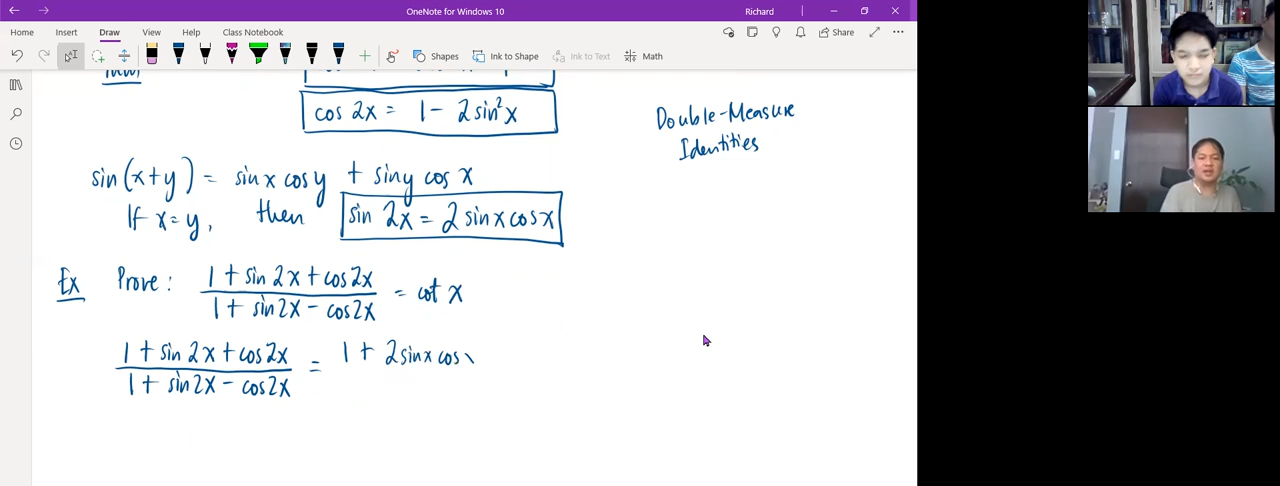 OneNote for Windows 10
Richard
Home Insert Draw View Help Class Notebook
Share
Shapes Ink to Shape Ink to Text Math
cos 2x = 1 - 2 sin²x
Double-Measure
Identities
sin(x+y) = sin x cos y + sin y cos x
If x = y, then sin 2x = 2 sin x cos x
Ex Prove: (1 + sin 2x + cos 2x)/(1 + sin 2x - cos 2x) = cot x
(1 + sin 2x + cos 2x)/(1 + sin 2x - cos 2x) = 1 + 2 sin x cos